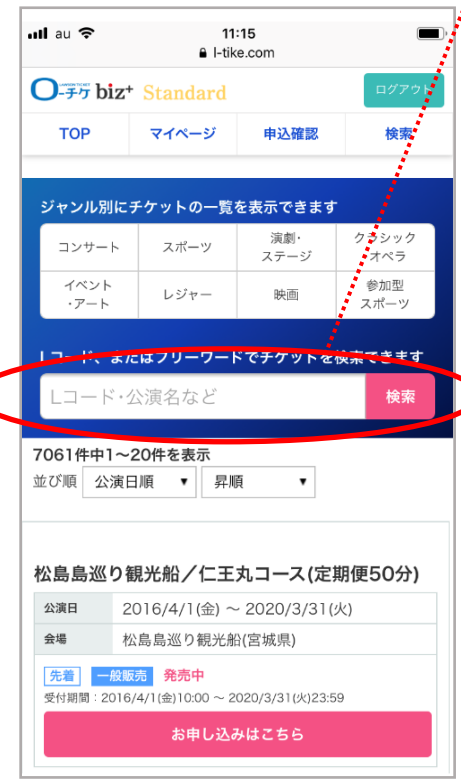 au 11:15
l-tike.com
O-チケ biz+ Standard ログアウト
LAWSON TICKET
TOP マイページ 申込確認 検索
ジャンル別にチケットの一覧を表示できます
コンサート スポーツ 演劇・ステージ クラシックオペラ
イベント・アート レジャー 映画 参加型スポーツ
Lコード、またはフリーワードでチケットを検索できます
Lコード・公演名など 検索
7061件中1～20件を表示
並び順 公演日順 ▼ 昇順 ▼
松島島巡り観光船／仁王丸コース(定期便50分)
公演日 2016/4/1(金) ～ 2020/3/31(火)
会場 松島島巡り観光船(宮城県)
先着 一般販売 発売中
受付期間：2016/4/1(金)10:00 ～ 2020/3/31(火)23:59
お申し込みはこちら